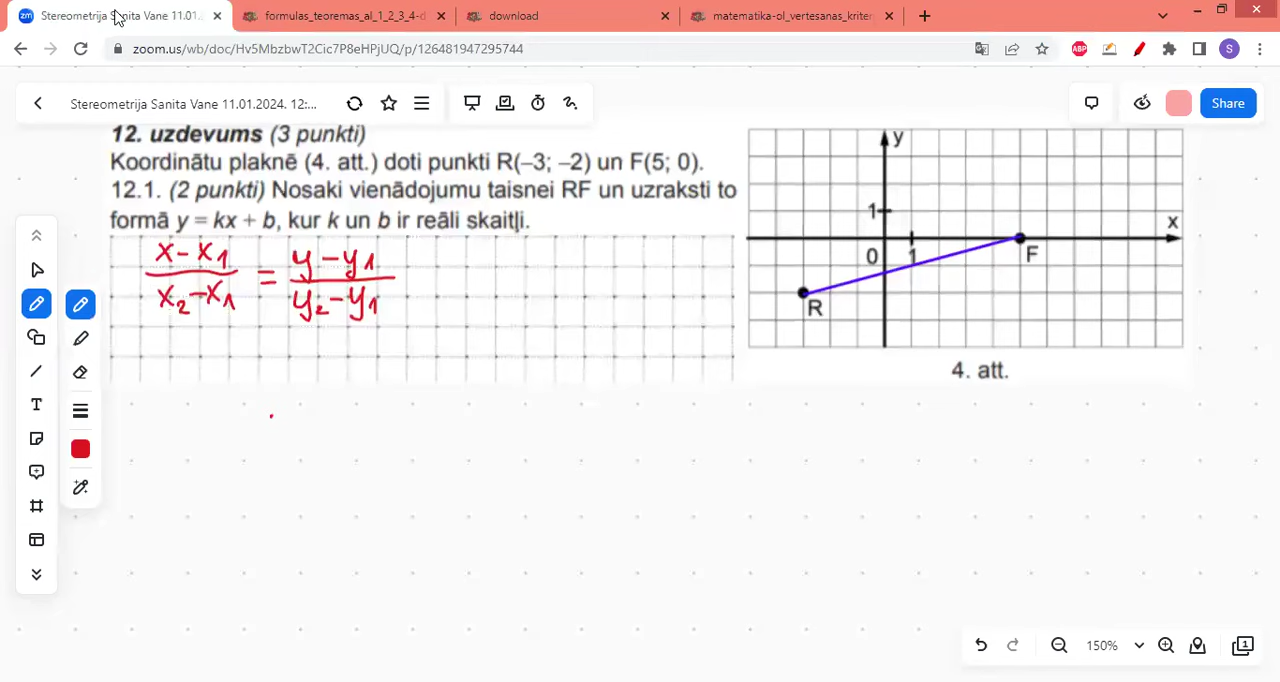 Stereometrija Sanita Vane 11.01.
formulas_teoremas_al_1_2_3_4-d
download
matematika-ol_vertesanas_kriter
zoom.us/wb/doc/Hv5MbzbwT2Cic7P8eHPjUQ/p/126481947295744
ABP
S
Stereometrija Sanita Vane 11.01.2024. 12:...
Share
12. uzdevums (3 punkti)
Koordinātu plaknē (4. att.) doti punkti R(–3; –2) un F(5; 0).
12.1. (2 punkti) Nosaki vienādojumu taisnei RF un uzraksti to
formā y = kx + b, kur k un b ir reāli skaitļi.
x - x1 / x2 - x1 = y - y1 / y2 - y1
y
1
x
0
1
F
R
4. att.
T
150%
1